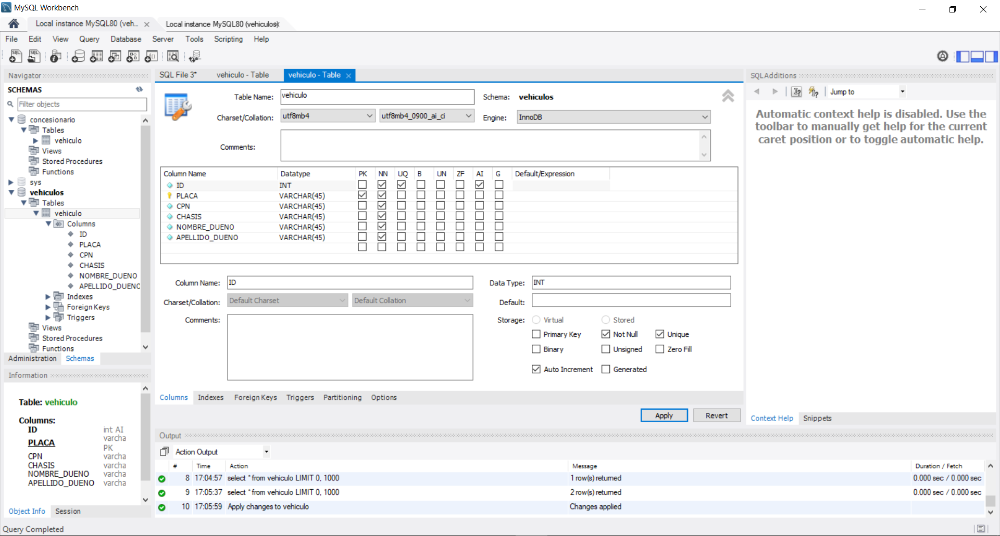 MySQL Workbench
Local instance MySQL80 (veh...
Local instance MySQL80 (vehiculos)
File Edit View Query Database Server Tools Scripting Help
Navigator
SCHEMAS
Filter objects
concesionario
Tables
vehiculo
Views
Stored Procedures
Functions
sys
vehiculos
Tables
vehiculo
Columns
ID
PLACA
CPN
CHASIS
NOMBRE_DUENO
APELLIDO_DUENO
Indexes
Foreign Keys
Triggers
Views
Stored Procedures
Functions
Administration Schemas
Information
Table: vehiculo
Columns:
ID int AI
PLACA varcha
PK
CPN varcha
CHASIS varcha
NOMBRE_DUENO varcha
APELLIDO_DUENO varcha
Object Info Session
Query Completed
SQL File 3* vehiculo - Table vehiculo - Table
Table Name: vehiculo Schema: vehiculos
Charset/Collation: utf8mb4 utf8mb4_0900_ai_ci Engine: InnoDB
Comments:
Column Name Datatype PK NN UQ B UN ZF AI G Default/Expression
ID INT
PLACA VARCHAR(45)
CPN VARCHAR(45)
CHASIS VARCHAR(45)
NOMBRE_DUENO VARCHAR(45)
APELLIDO_DUENO VARCHAR(45)
Column Name: ID Data Type: INT
Charset/Collation: Default Charset Default Collation Default:
Comments: Storage: Virtual Stored
Primary Key Not Null Unique
Binary Unsigned Zero Fill
Auto Increment Generated
Columns Indexes Foreign Keys Triggers Partitioning Options
Apply Revert
Output
Action Output
# Time Action Message Duration / Fetch
8 17:04:57 select * from vehiculo LIMIT 0, 1000 1 row(s) returned 0.000 sec / 0.000 sec
9 17:05:37 select * from vehiculo LIMIT 0, 1000 2 row(s) returned 0.000 sec / 0.000 sec
10 17:05:59 Apply changes to vehiculo Changes applied
SQLAdditions
Jump to
Automatic context help is disabled. Use the
toolbar to manually get help for the current
caret position or to toggle automatic help.
Context Help Snippets